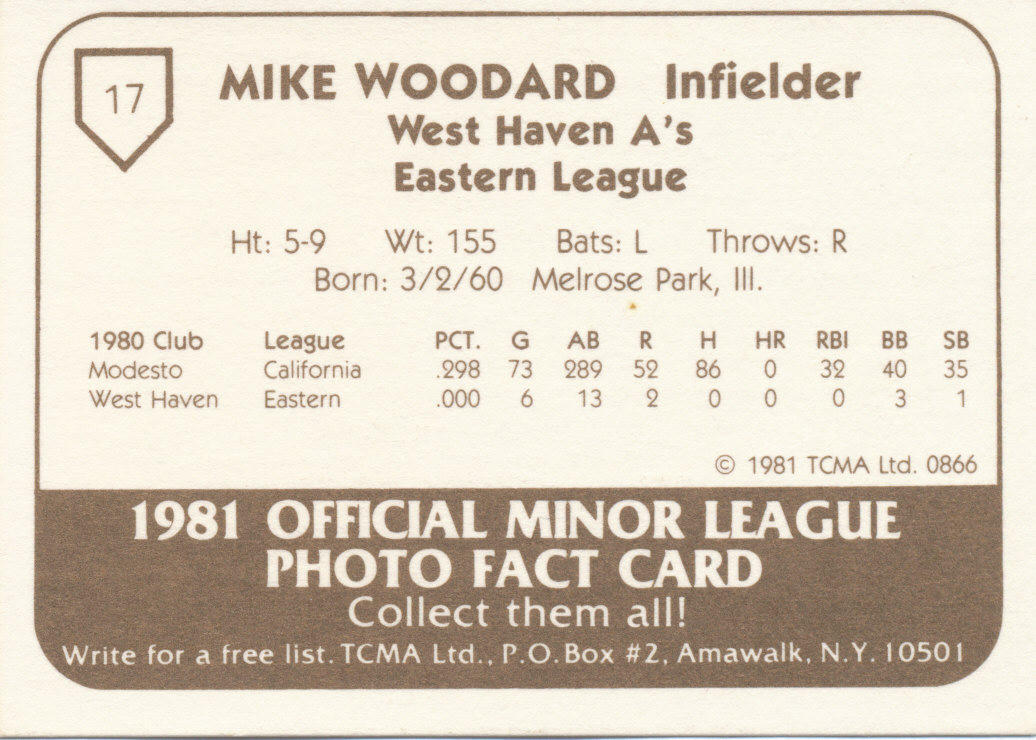 17
MIKE WOODARD Infielder
West Haven A's
Eastern League
Ht: 5-9 Wt: 155 Bats: L Throws: R
Born: 3/2/60 Melrose Park, Ill.
1980 Club League PCT. G AB R H HR RBI BB SB
Modesto California .298 73 289 52 86 0 32 40 35
West Haven Eastern .000 6 13 2 0 0 0 3 1
© 1981 TCMA Ltd. 0866
1981 OFFICIAL MINOR LEAGUE
PHOTO FACT CARD
Collect them all!
Write for a free list. TCMA Ltd., P.O. Box #2, Amawalk, N.Y. 10501